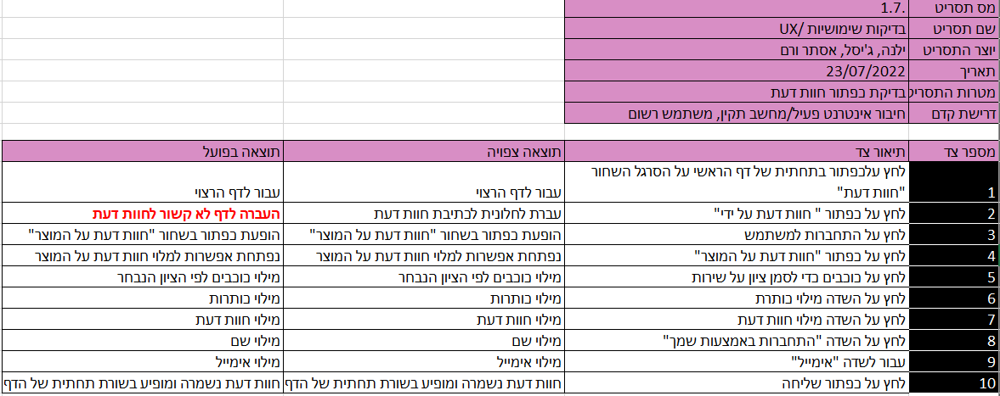 מס תסריט 1.7.
שם תסריט בדיקות שימושיות /UX
יוצר התסריט ילנה, ג'יסל, אסתר ורם
תאריך 23/07/2022
מטרות התסריט בדיקת כפתור חוות דעת
דרישת קדם חיבור אינטרנט פעיל/מחשב תקין, משתמש רשום
מספר צד תיאור צד תוצאה צפויה תוצאה בפועל
לחץ עלכפתור בתחתית של דף הראשי על הסרגל השחור
1 "חוות דעת" עבור לדף הרצוי עבור לדף הרצוי
2 לחץ על כפתור " חוות דעת על ידי" עברת לחלונית לכתיבת חוות דעת העברה לדף לא קשור לחוות דעת
3 לחץ על התחברות למשתמש הופעת כפתור בשחור "חוות דעת על המוצר" הופעת כפתור בשחור "חוות דעת על המוצר"
4 לחץ על כפתור "חוות דעת על המוצר" נפתחת אפשרות למלוי חוות דעת על המוצר נפתחת אפשרות למלוי חוות דעת על המוצר
5 לחץ על כוכבים כדי לסמן ציון על שירות מילוי כוכבים לפי הציון הנבחר מילוי כוכבים לפי הציון הנבחר
6 לחץ על השדה מילוי כותרת מילוי כותרות מילוי כותרות
7 לחץ על השדה מילוי חוות דעת מילוי חוות דעת מילוי חוות דעת
8 לחץ על השדה "התחברות באמצעות שמך" מילוי שם מילוי שם
9 עבור לשדה "אימייל" מילוי אימייל מילוי אימייל
10 לחץ על כפתור שליחה חוות דעת נשמרה ומופיע בשורת תחתית של הדף חוות דעת נשמרה ומופיע בשורת תחתית של הדף